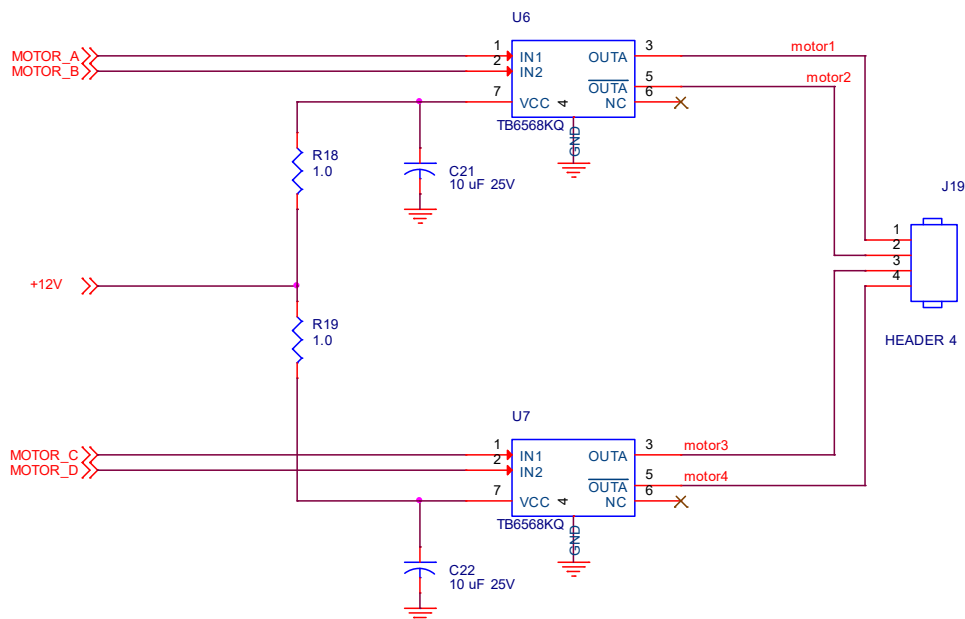 U6
MOTOR_A
MOTOR_B
1
2
7
IN1
IN2
VCC
4
GND
OUTA
OUTA
NC
3
5
6
TB6568KQ
motor1
motor2
R18
1.0
C21
10 uF 25V
J19
1
2
3
4
HEADER 4
+12V
R19
1.0
U7
MOTOR_C
MOTOR_D
1
2
7
IN1
IN2
VCC
4
GND
OUTA
OUTA
NC
3
5
6
TB6568KQ
motor3
motor4
C22
10 uF 25V